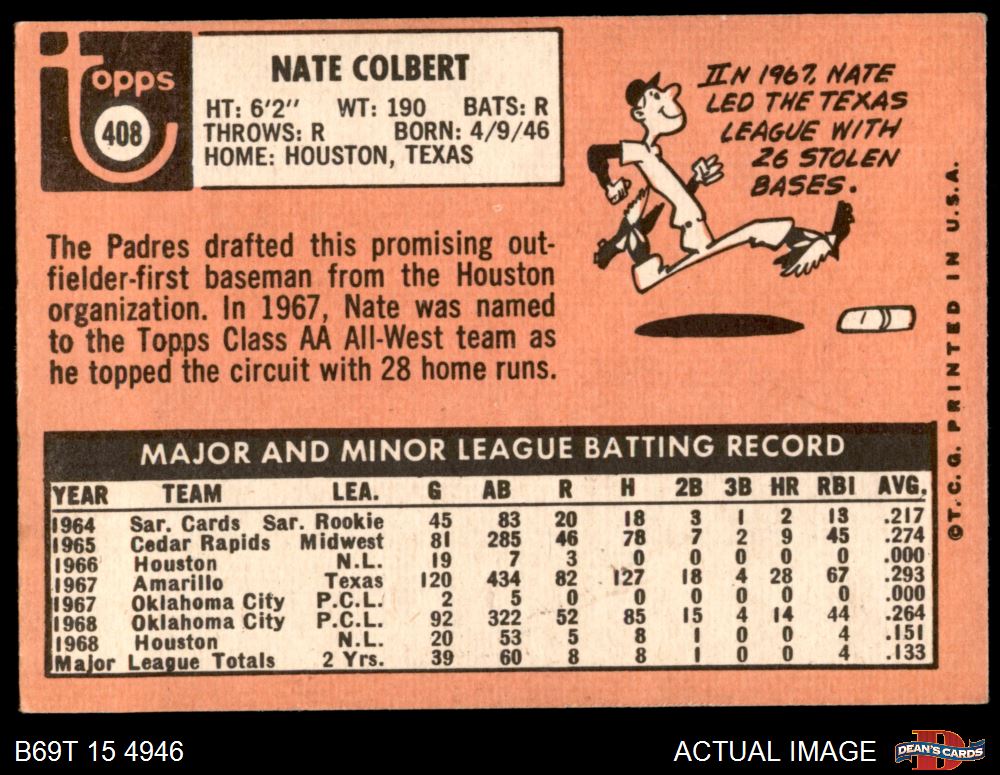 Topps
408
NATE COLBERT
HT: 6'2" WT: 190 BATS: R
THROWS: R BORN: 4/9/46
HOME: HOUSTON, TEXAS
IN 1967, NATE
LED THE TEXAS
LEAGUE WITH
26 STOLEN
BASES.
The Padres drafted this promising out-
fielder-first baseman from the Houston
organization. In 1967, Nate was named
to the Topps Class AA All-West team as
he topped the circuit with 28 home runs.
©T.C.G. PRINTED IN U.S.A.
MAJOR AND MINOR LEAGUE BATTING RECORD
YEAR TEAM LEA. G AB R H 2B 3B HR RBI AVG.
1964 Sar. Cards Sar. Rookie 45 83 20 18 3 1 2 13 .217
1965 Cedar Rapids Midwest 81 285 46 78 7 2 9 45 .274
1966 Houston N.L. 19 7 3 0 0 0 0 0 .000
1967 Amarillo Texas 120 434 82 127 18 4 28 67 .293
1967 Oklahoma City P.C.L. 2 5 0 0 0 0 0 0 .000
1968 Oklahoma City P.C.L. 92 322 52 85 15 4 14 44 .264
1968 Houston N.L. 20 53 5 8 1 0 0 4 .151
Major League Totals 2 Yrs. 39 60 8 8 1 0 0 4 .133
B69T 15 4946
ACTUAL IMAGE
DEAN'S CARDS